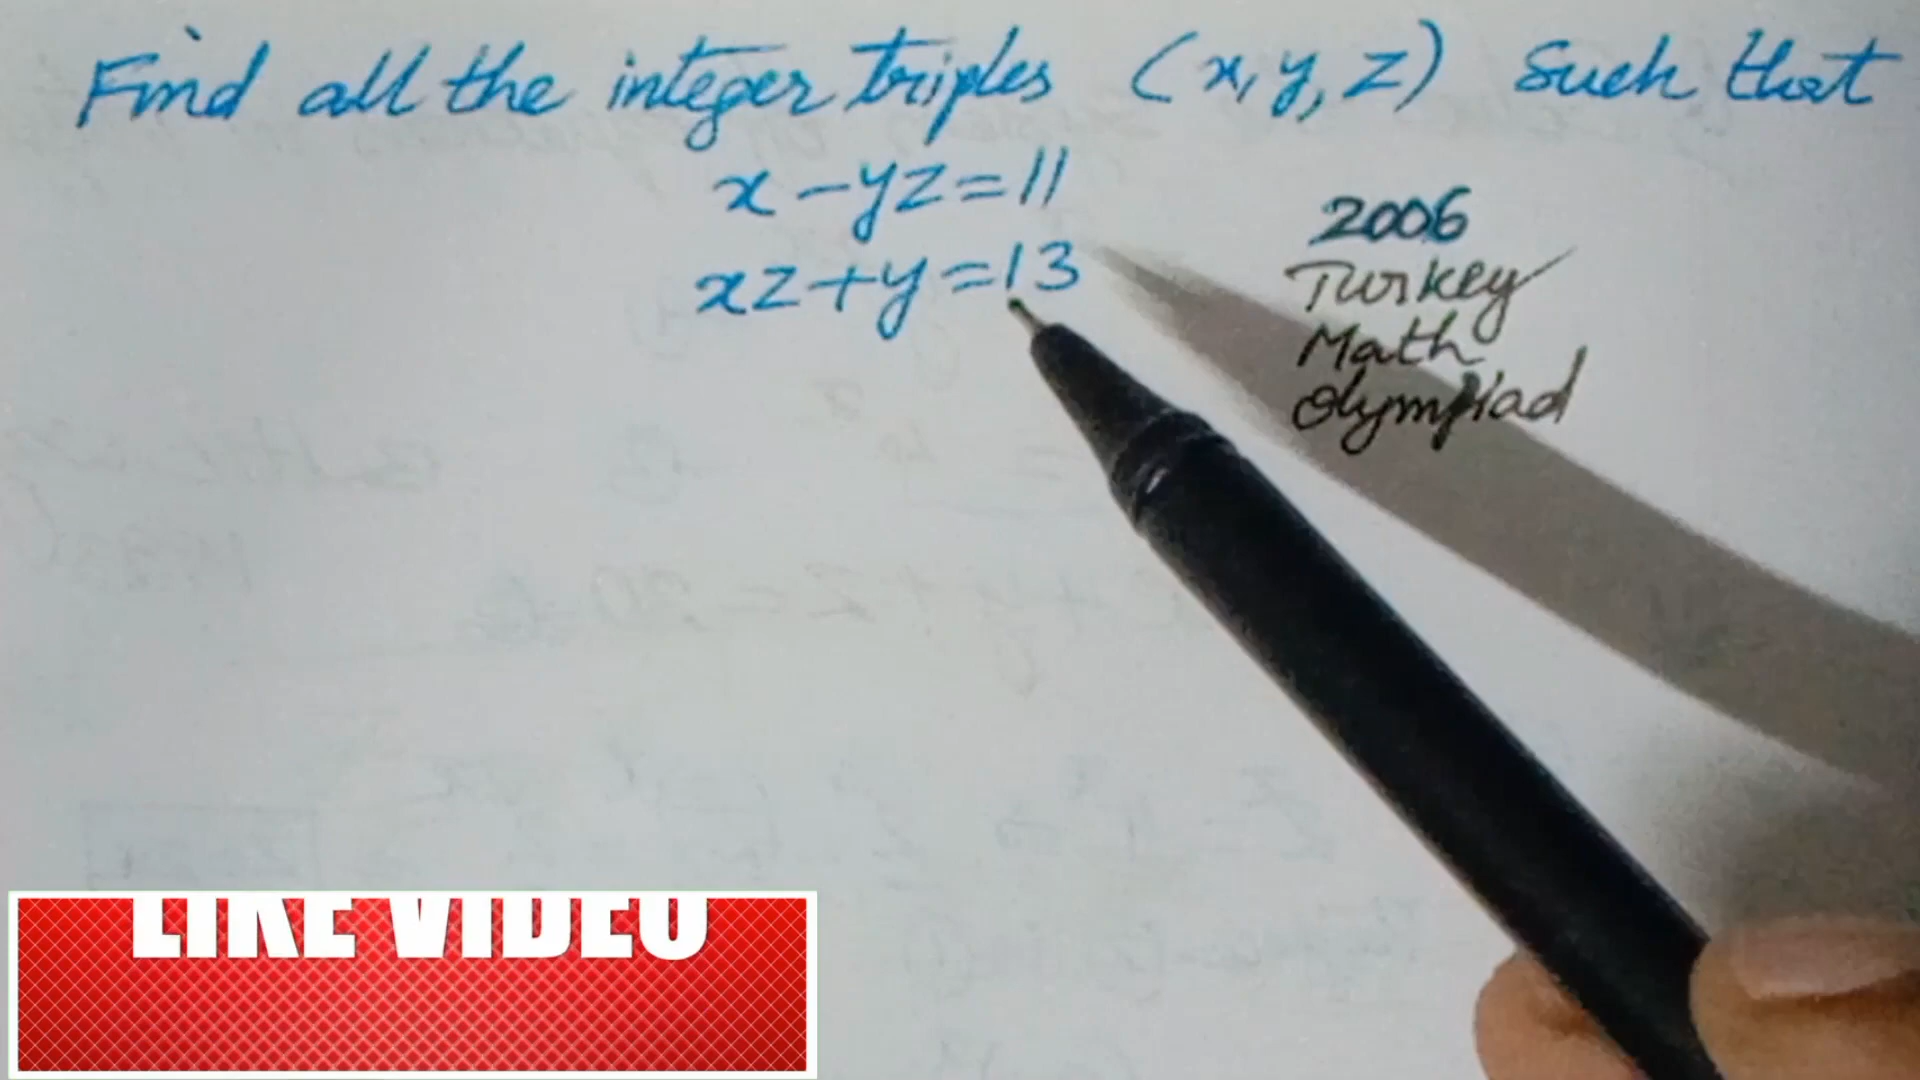 Find all the integer triples (x, y, z) such that
x - yz = 11
xz + y = 13
2006
Turkey
Math
Olympiad
LIKE VIDEO